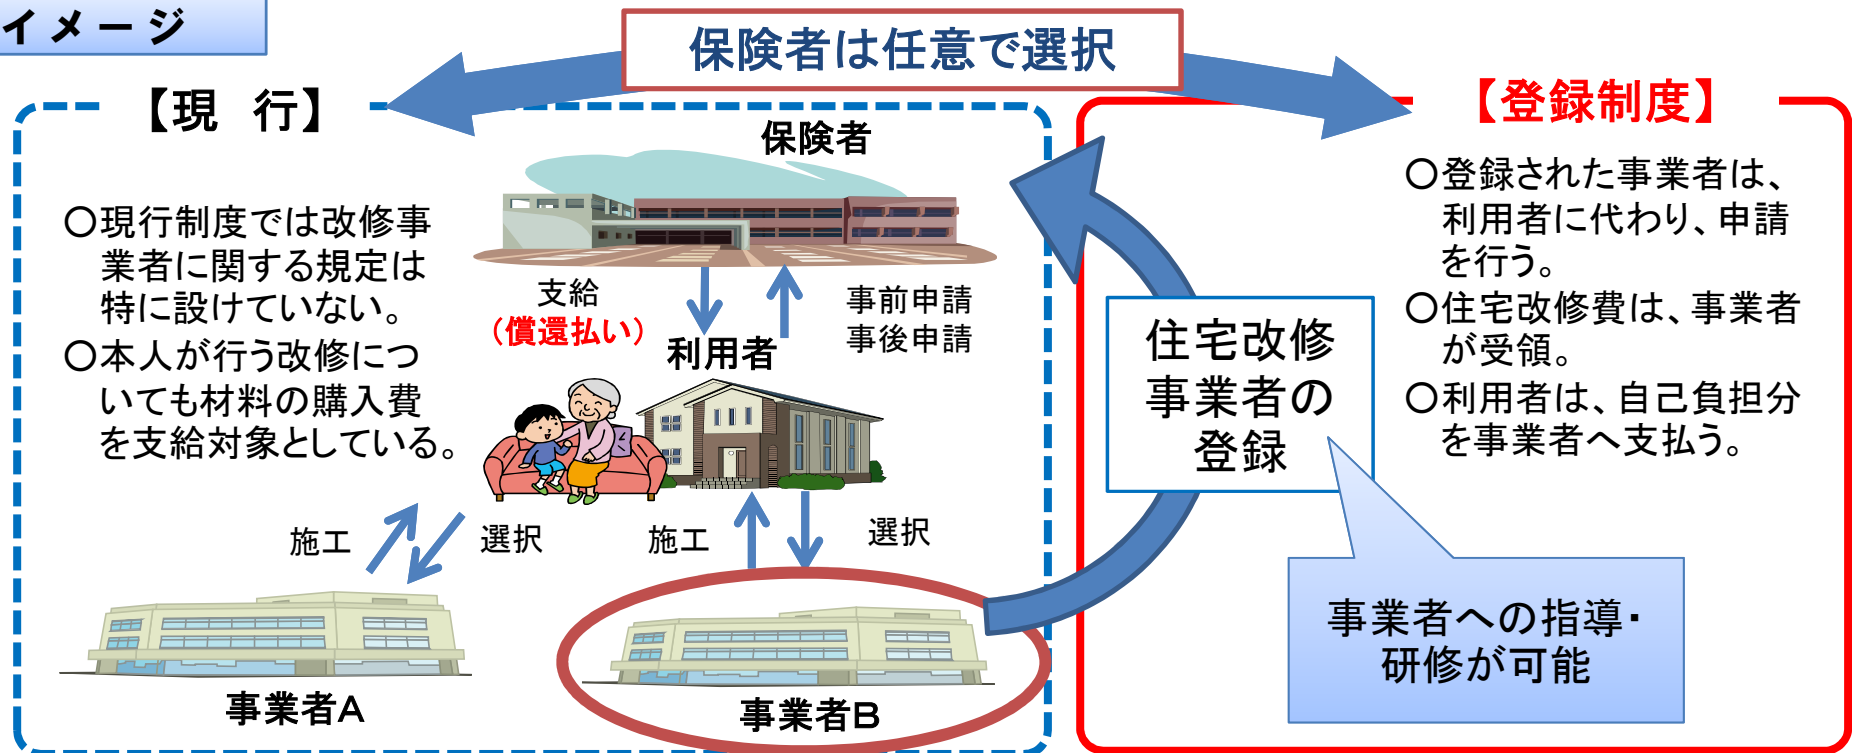 イメージ
保険者は任意で選択
【現　行】
〇現行制度では改修事
業者に関する規定は
特に設けていない。
〇本人が行う改修につ
いても材料の購入費
を支給対象としている。
保険者
支給
（償還払い）
事前申請
事後申請
利用者
施工
選択
施工
選択
事業者Ａ
事業者Ｂ
【登録制度】
〇登録された事業者は、
利用者に代わり、申請
を行う。
〇住宅改修費は、事業者
が受領。
〇利用者は、自己負担分
を事業者へ支払う。
住宅改修
事業者の
登録
事業者への指導・
研修が可能